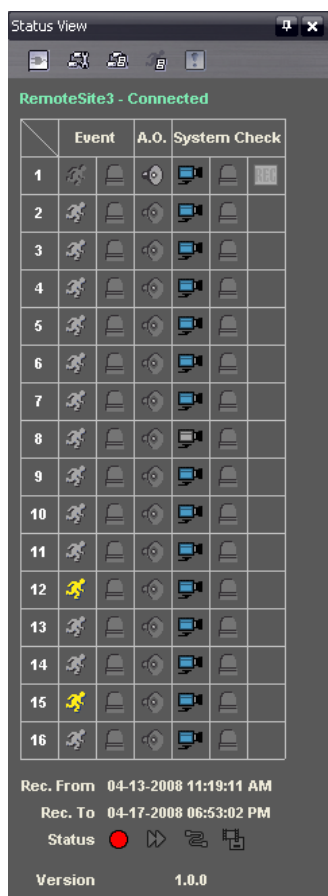 Status View
RemoteSite3 - Connected
Event A.O. System Check
1 REC
2
3
4
5
6
7
8
9
10
11
12
13
14
15
16
Rec. From 04-13-2008 11:19:11 AM
Rec. To 04-17-2008 06:53:02 PM
Status
Version 1.0.0